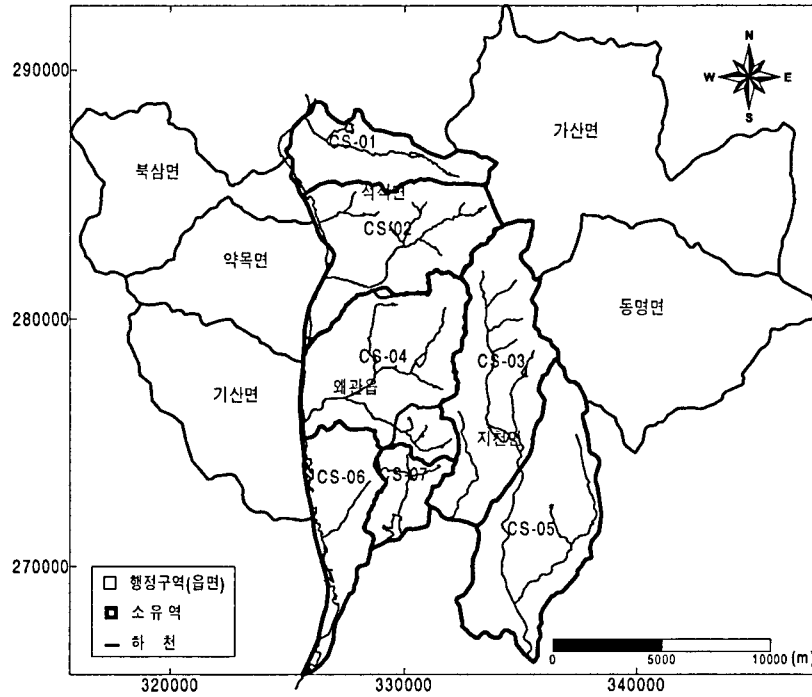 290000
280000
270000
320000
330000
340000
N
W
E
S
CS-01
가산면
북삼면
석적면
CS-02
약목면
동명면
CS-04
CS-03
왜관읍
기산면
지천면
CS-06
CS-07
CS-05
행정구역(읍면)
소유역
하 천
0 5000 10000 (m)